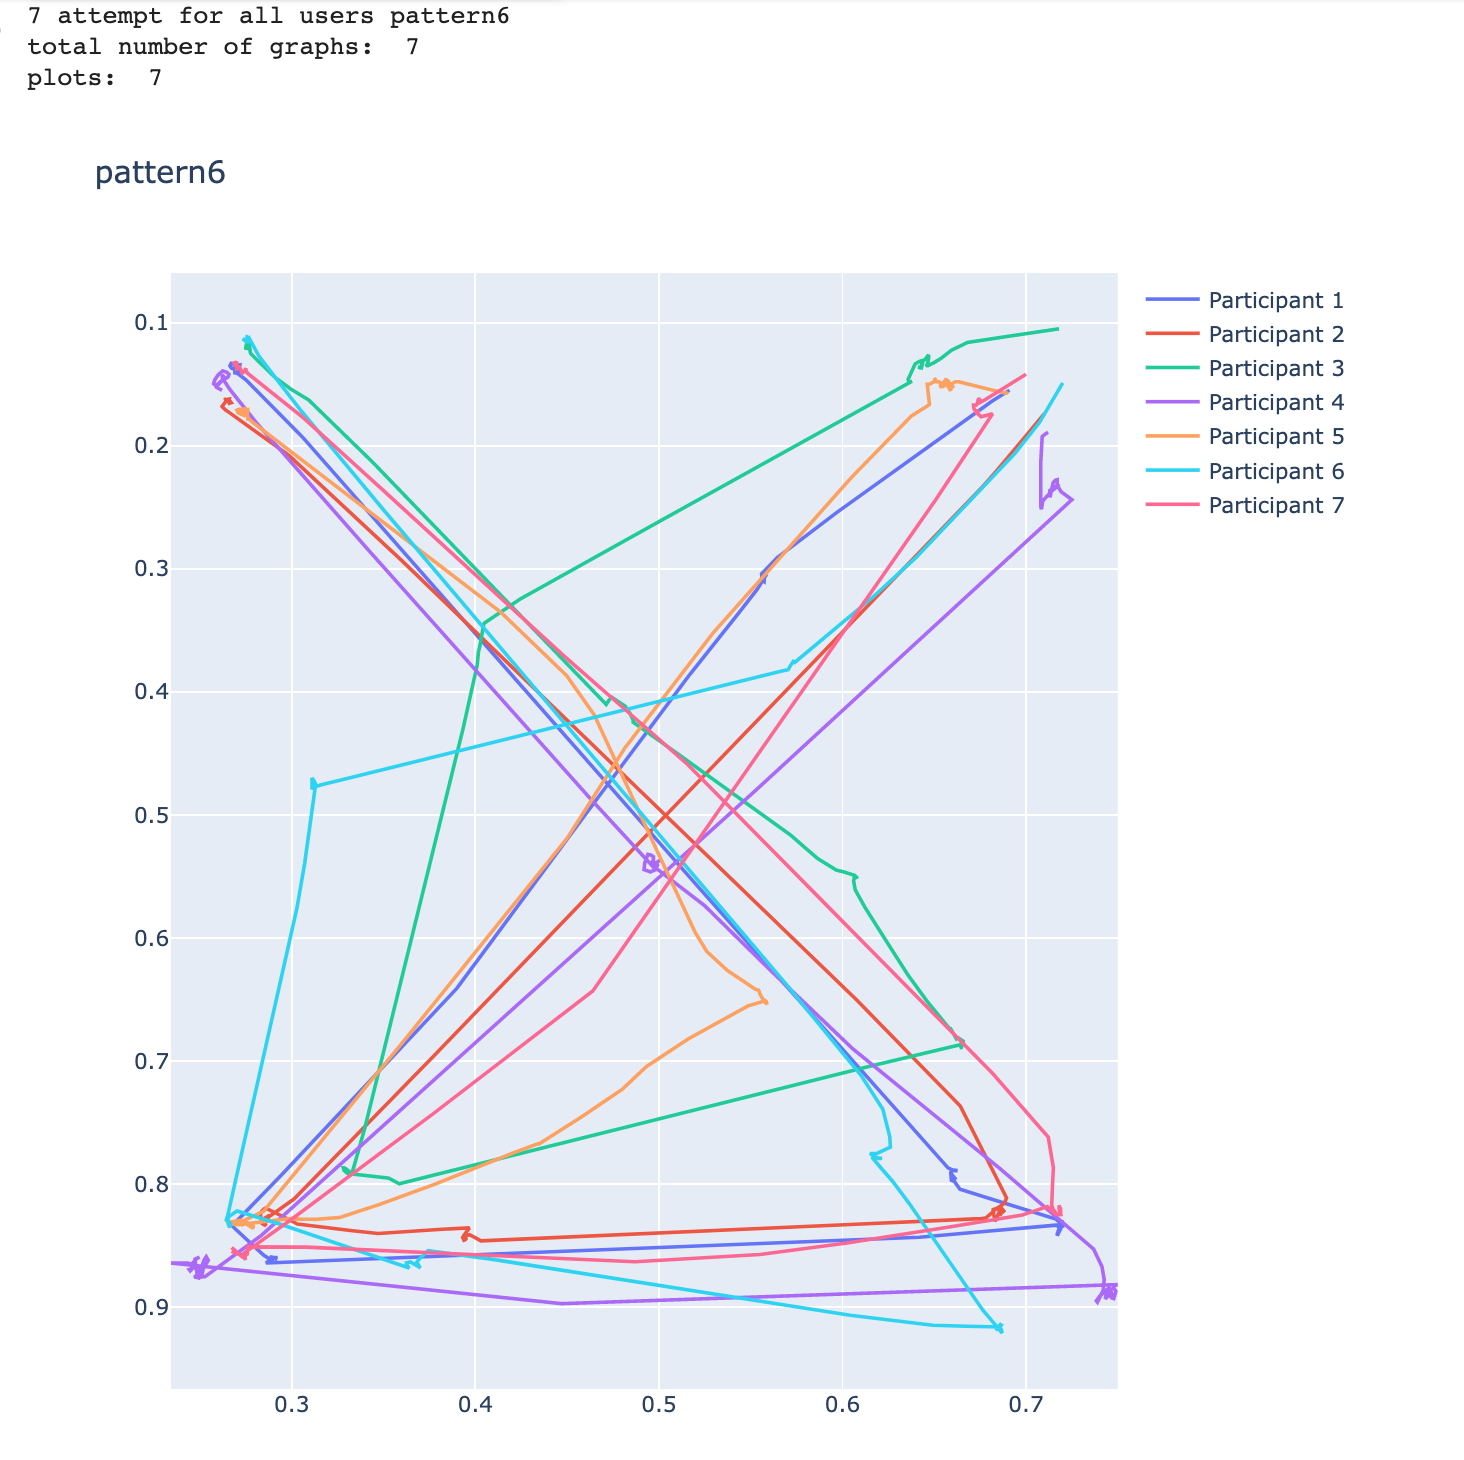 7 attempt for all users pattern6
total number of graphs:  7
plots:  7
pattern6
0.1
0.2
0.3
0.4
0.5
0.6
0.7
0.8
0.9
0.3
0.4
0.5
0.6
0.7
Participant 1
Participant 2
Participant 3
Participant 4
Participant 5
Participant 6
Participant 7